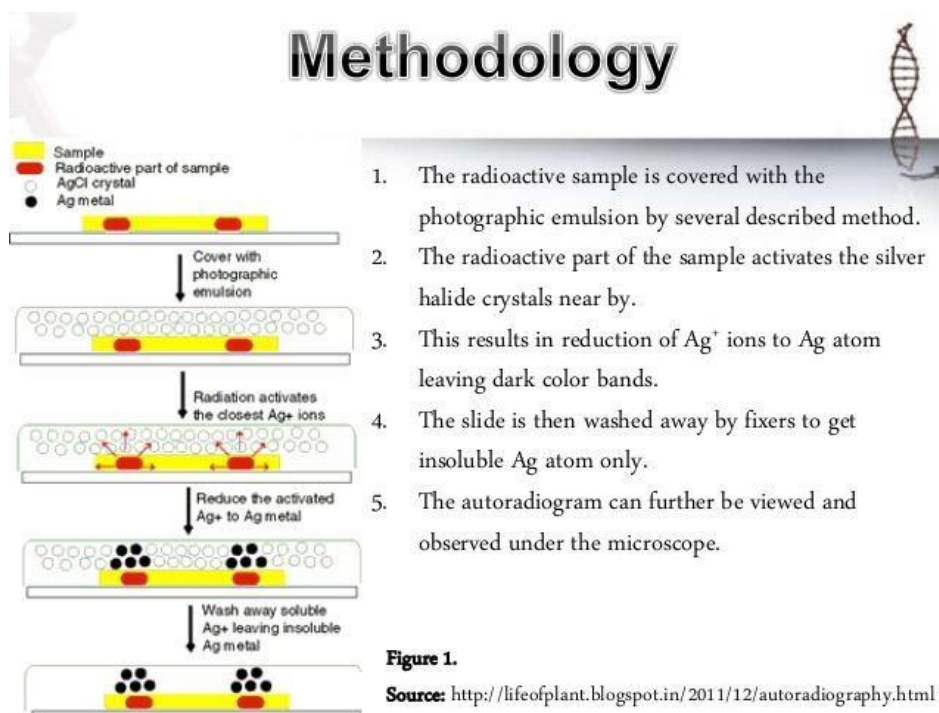 Methodology
Sample
Radioactive part of sample
AgCl crystal
Ag metal
Cover with
photographic
emulsion
Radiation activates
the closest Ag+ ions
Reduce the activated
Ag+ to Ag metal
Wash away soluble
Ag+ leaving insoluble
Ag metal
1. The radioactive sample is covered with the
photographic emulsion by several described method.
2. The radioactive part of the sample activates the silver
halide crystals near by.
3. This results in reduction of Ag⁺ ions to Ag atom
leaving dark color bands.
4. The slide is then washed away by fixers to get
insoluble Ag atom only.
5. The autoradiogram can further be viewed and
observed under the microscope.
Figure 1.
Source: http://lifeofplant.blogspot.in/2011/12/autoradiography.html